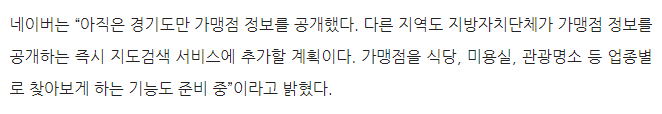 네이버는 “아직은 경기도만 가맹점 정보를 공개했다. 다른 지역도 지방자치단체가 가맹점 정보를
공개하는 즉시 지도검색 서비스에 추가할 계획이다. 가맹점을 식당, 미용실, 관광명소 등 업종별
로 찾아보게 하는 기능도 준비 중”이라고 밝혔다.